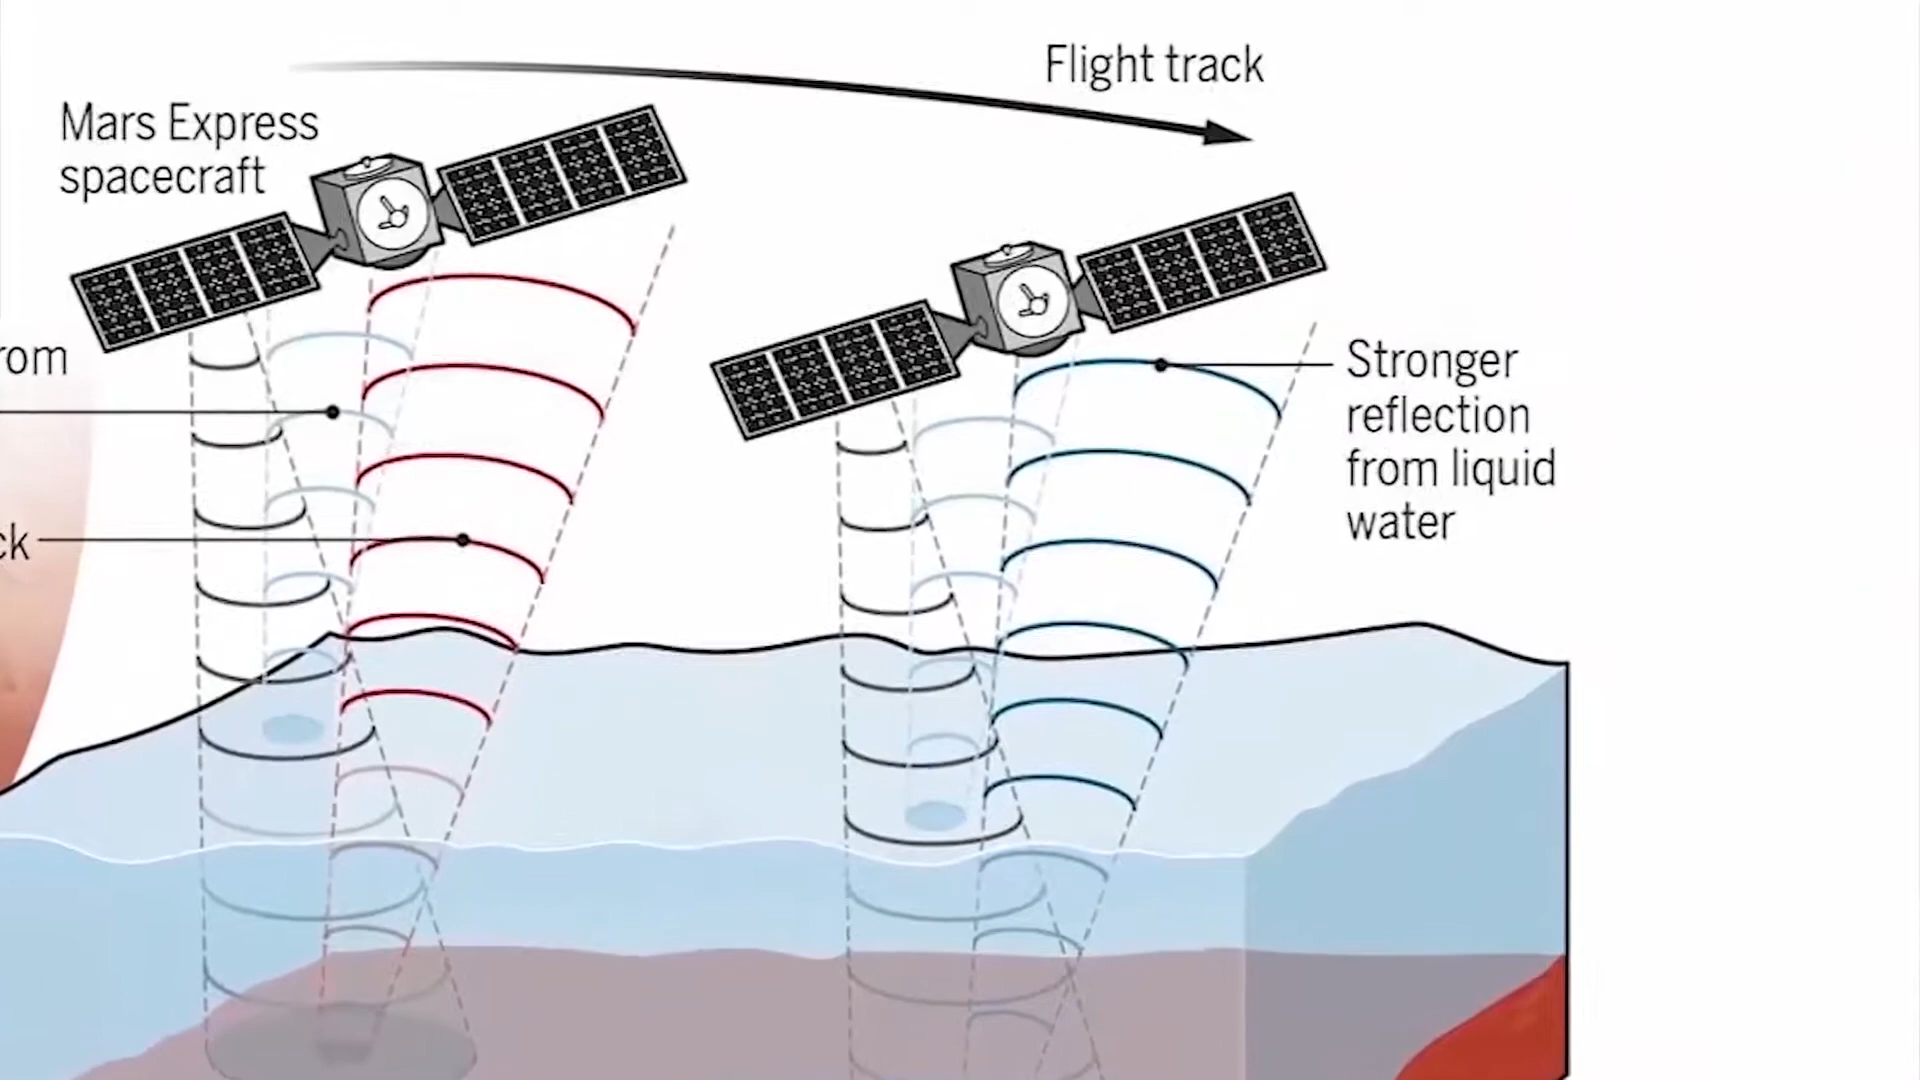 Flight track
Mars Express
spacecraft
rom
ck
Stronger
reflection
from liquid
water